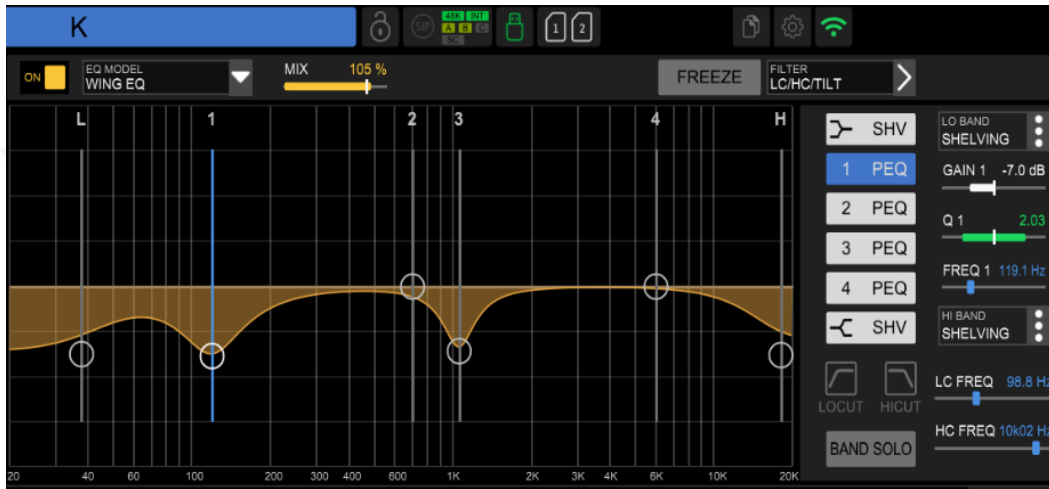 K
SIP
48K INT
A B C
SC
1 2
ON
EQ MODEL
WING EQ
MIX 105 %
FREEZE
FILTER
LC/HC/TILT
L 1 2 3 4 H
SHV
1 PEQ
2 PEQ
3 PEQ
4 PEQ
SHV
LO BAND
SHELVING
GAIN 1 -7.0 dB
Q 1 2.03
FREQ 1 119.1 Hz
HI BAND
SHELVING
LOCUT HICUT
LC FREQ 98.8 Hz
HC FREQ 10k02 Hz
BAND SOLO
20 40 60 100 200 300 400 600 1K 2K 3K 4K 6K 10K 20K